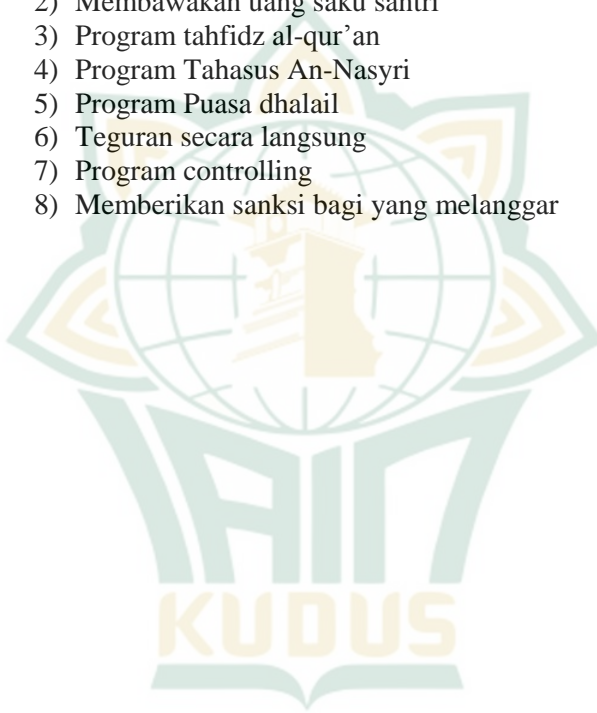 2) Membawakan uang saku santri
3) Program tahfidz al-qur’an
4) Program Tahasus An-Nasyri
5) Program Puasa dhalail
6) Teguran secara langsung
7) Program controlling
8) Memberikan sanksi bagi yang melanggar
IAIN
KUDUS